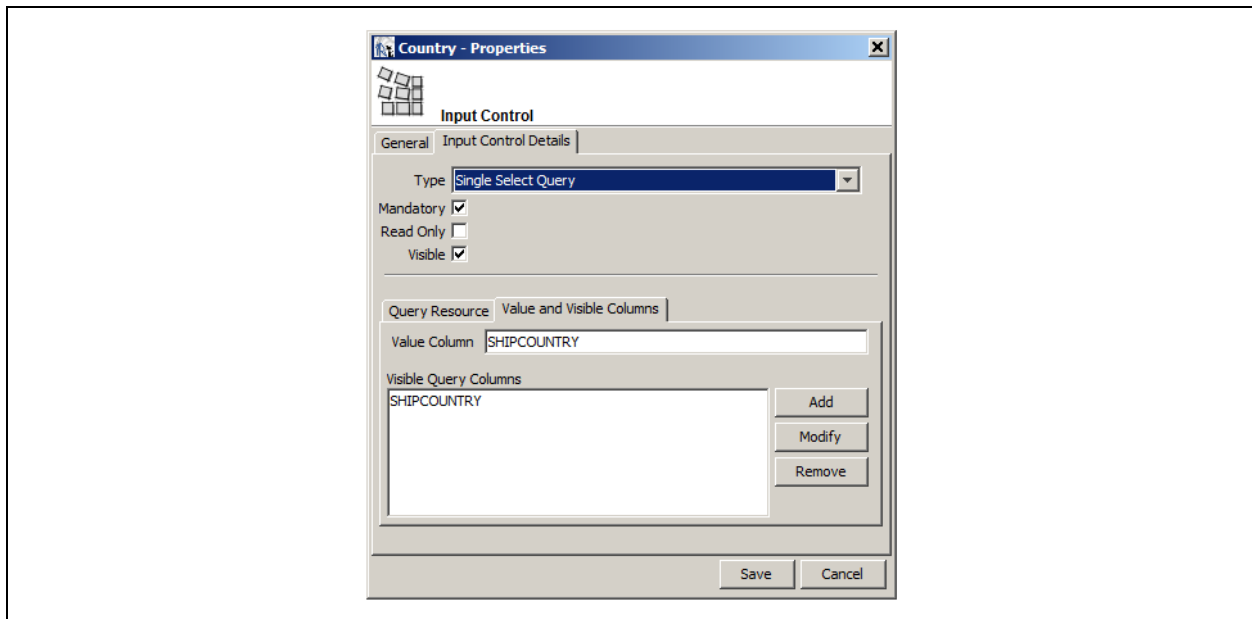 Country - Properties
Input Control
General Input Control Details
Type Single Select Query
Mandatory
Read Only
Visible
Query Resource Value and Visible Columns
Value Column SHIPCOUNTRY
Visible Query Columns
SHIPCOUNTRY
Add
Modify
Remove
Save Cancel